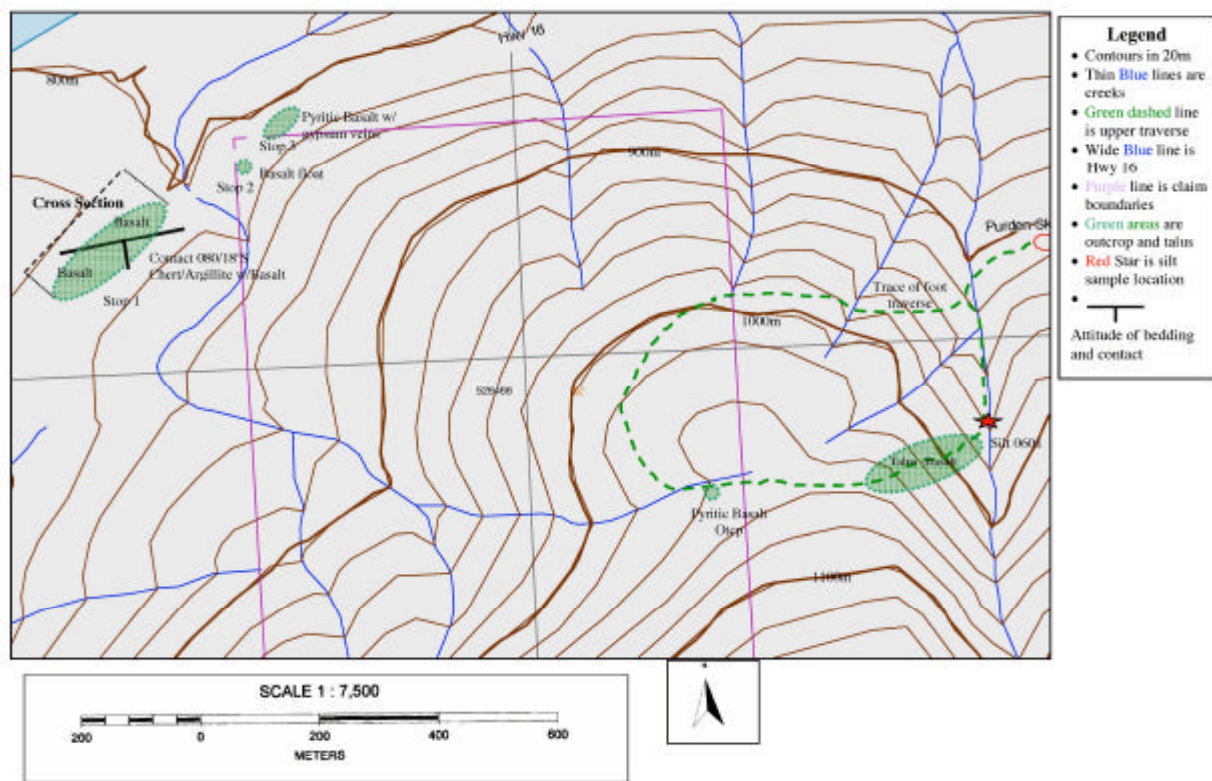 Hwy 16
800m
Pyritic Basalt w/
gypsum veins
Stop 3
Basalt float
Stop 2
900m
Cross Section
Basalt
Basalt
Contact 080/18°S
Chert/Argillite w/Basalt
Stop 1
Purden Sk
Trace of foot
traverse
1000m
526466
Silt 060
Talus Basalt
Pyritic Basalt
Otcp
1100m
Legend
• Contours in 20m
• Thin Blue lines are
creeks
• Green dashed line
is upper traverse
• Wide Blue line is
Hwy 16
• Purple line is claim
boundaries
• Green areas are
outcrop and talus
• Red Star is silt
sample location
•
Attitude of bedding
and contact
SCALE 1 : 7,500
200 0 200 400 600
METERS